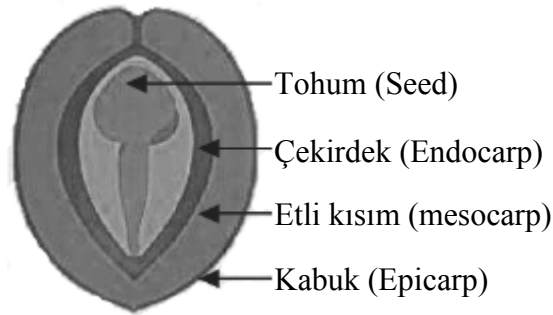 Tohum (Seed)
Çekirdek (Endocarp)
Etli kısım (mesocarp)
Kabuk (Epicarp)